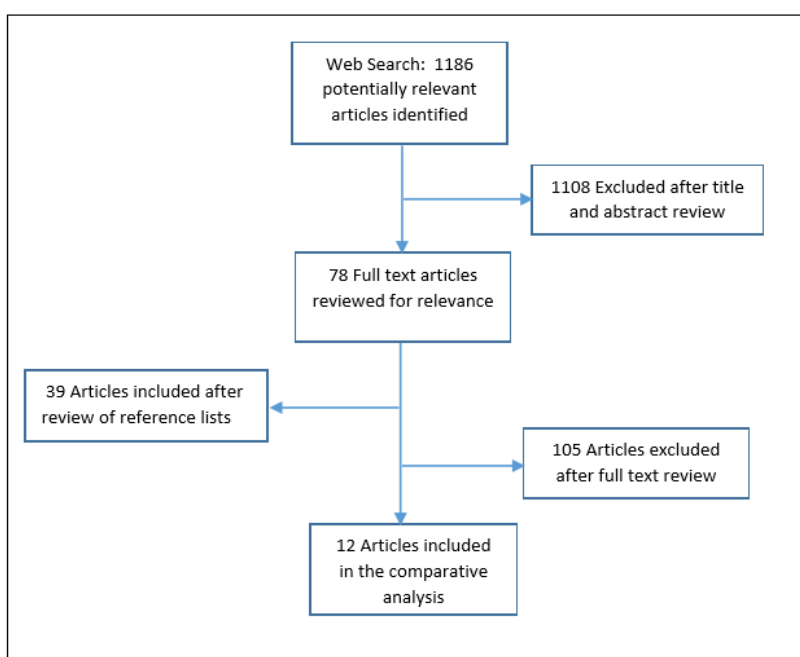 Web Search: 1186
potentially relevant
articles identified
1108 Excluded after title
and abstract review
78 Full text articles
reviewed for relevance
39 Articles included after
review of reference lists
105 Articles excluded
after full text review
12 Articles included
in the comparative
analysis